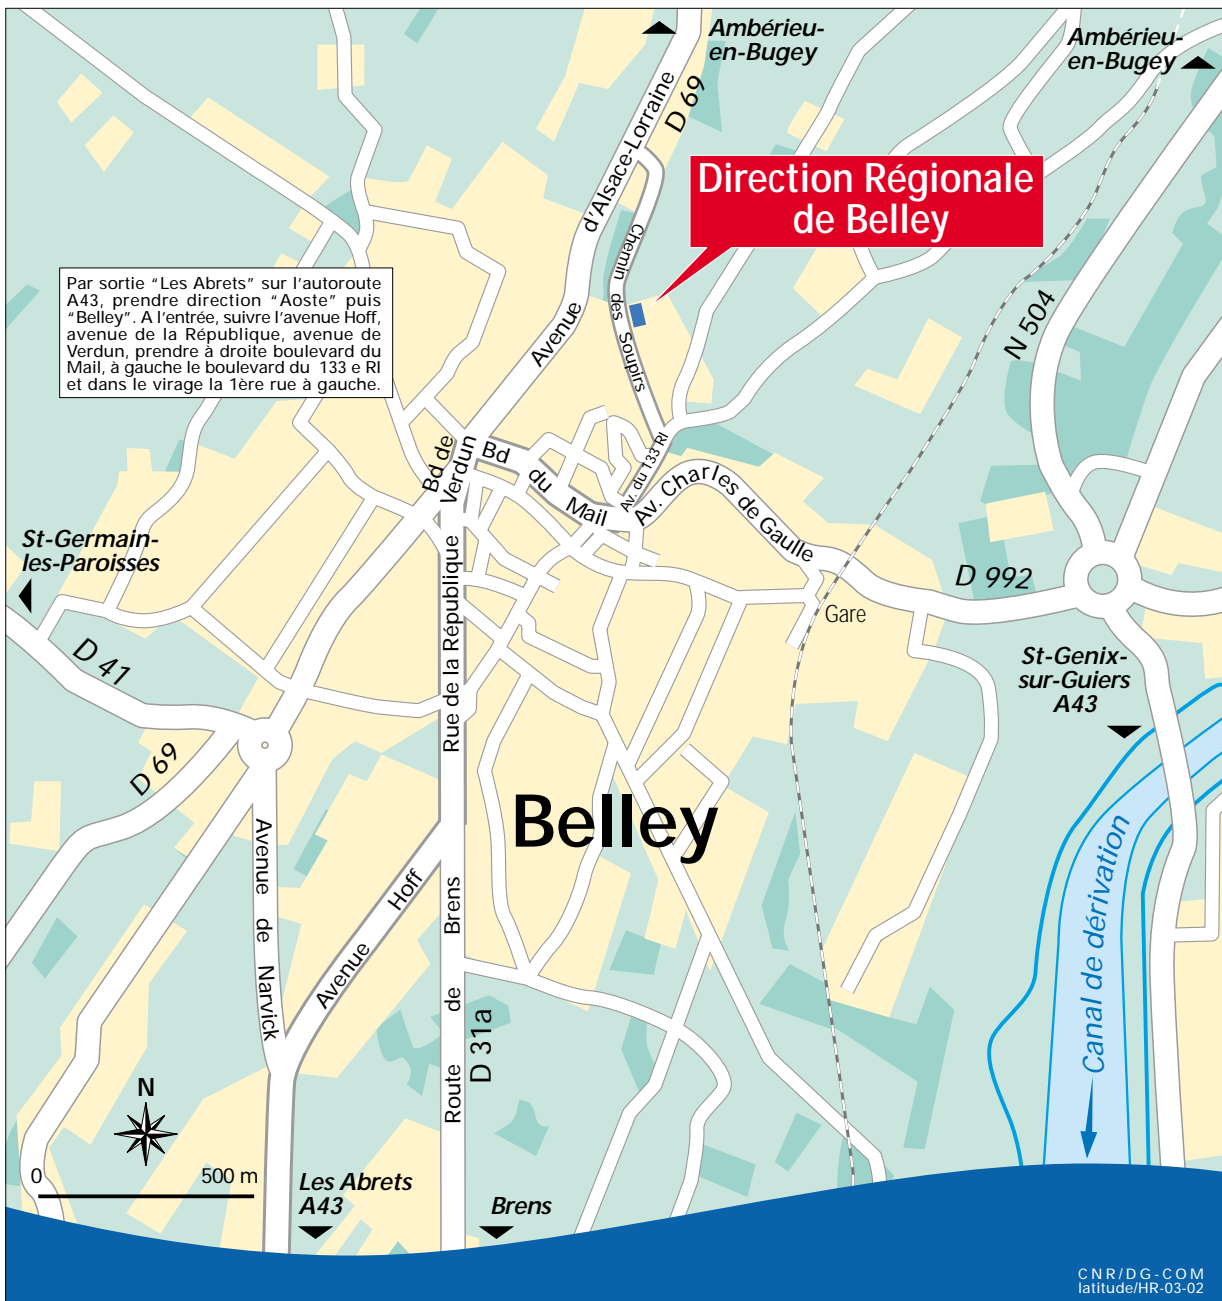 Ambérieu-
en-Bugey
Ambérieu-
en-Bugey
D 69
Avenue d'Alsace-Lorraine
Direction Régionale
de Belley
Chemin des Soupirs
Par sortie "Les Abrets" sur l'autoroute
A43, prendre direction "Aoste" puis
"Belley". A l'entrée, suivre l'avenue Hoff,
avenue de la République, avenue de
Verdun, prendre à droite boulevard du
Mail, à gauche le boulevard du 133 e RI
et dans le virage la 1ère rue à gauche.
N 504
Bd de
Verdun
Bd du Mail
Av. du 133 RI
Av. Charles de Gaulle
St-Germain-
les-Paroisses
D 992
Gare
Rue de la République
D 41
St-Genix-
sur-Guiers
A43
D 69
Belley
Avenue de Narvick
Avenue Hoff
Route de Brens
D 31a
Canal de dérivation
N
0 500 m
Les Abrets
A43
Brens
CNR/DG-COM
latitude/HR-03-02